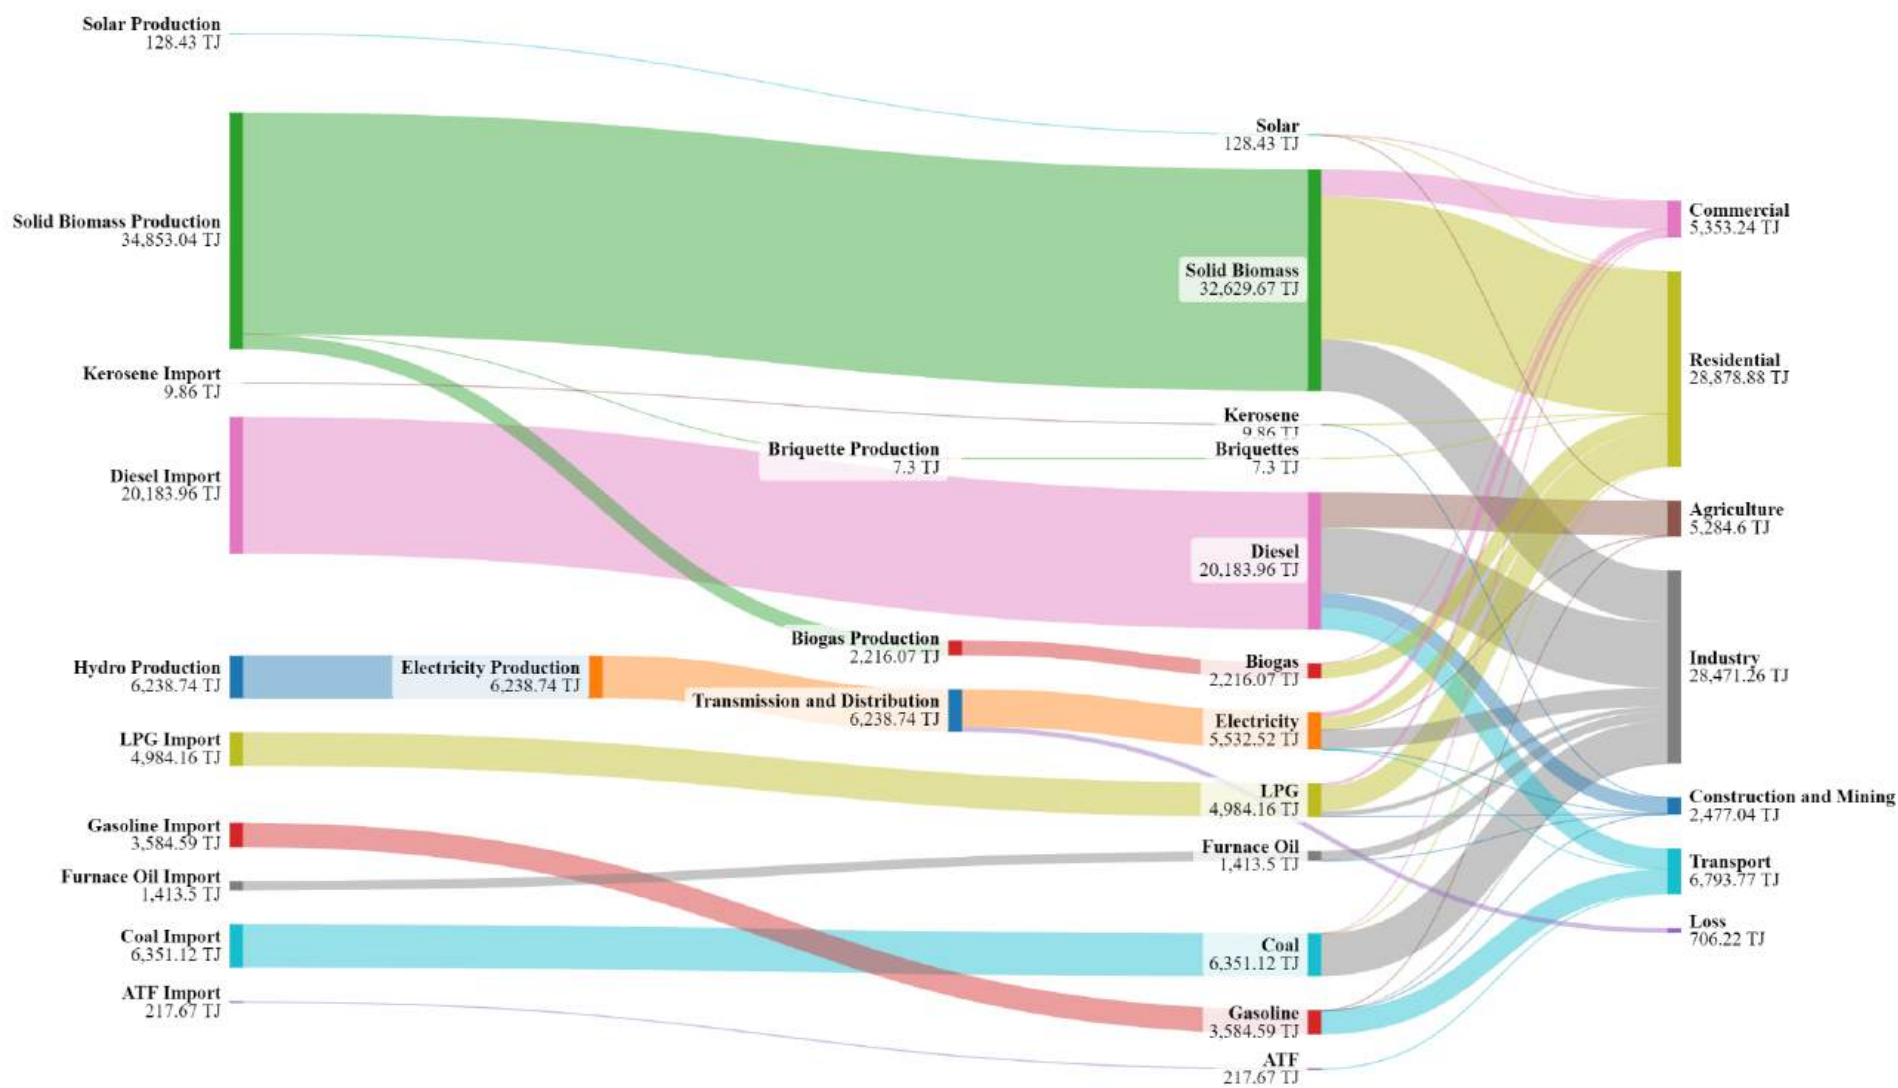 Solar Production
128.43 TJ
Solid Biomass Production
34,853.04 TJ
Kerosene Import
9.86 TJ
Diesel Import
20,183.96 TJ
Hydro Production
6,238.74 TJ
LPG Import
4,984.16 TJ
Gasoline Import
3,584.59 TJ
Furnace Oil Import
1,413.5 TJ
Coal Import
6,351.12 TJ
ATF Import
217.67 TJ
Electricity Production
6,238.74 TJ
Briquette Production
7.3 TJ
Biogas Production
2,216.07 TJ
Transmission and Distribution
6,238.74 TJ
Solar
128.43 TJ
Solid Biomass
32,629.67 TJ
Kerosene
9.86 TJ
Briquettes
7.3 TJ
Diesel
20,183.96 TJ
Biogas
2,216.07 TJ
Electricity
5,532.52 TJ
LPG
4,984.16 TJ
Furnace Oil
1,413.5 TJ
Coal
6,351.12 TJ
Gasoline
3,584.59 TJ
ATF
217.67 TJ
Commercial
5,353.24 TJ
Residential
28,878.88 TJ
Agriculture
5,284.6 TJ
Industry
28,471.26 TJ
Construction and Mining
2,477.04 TJ
Transport
6,793.77 TJ
Loss
706.22 TJ